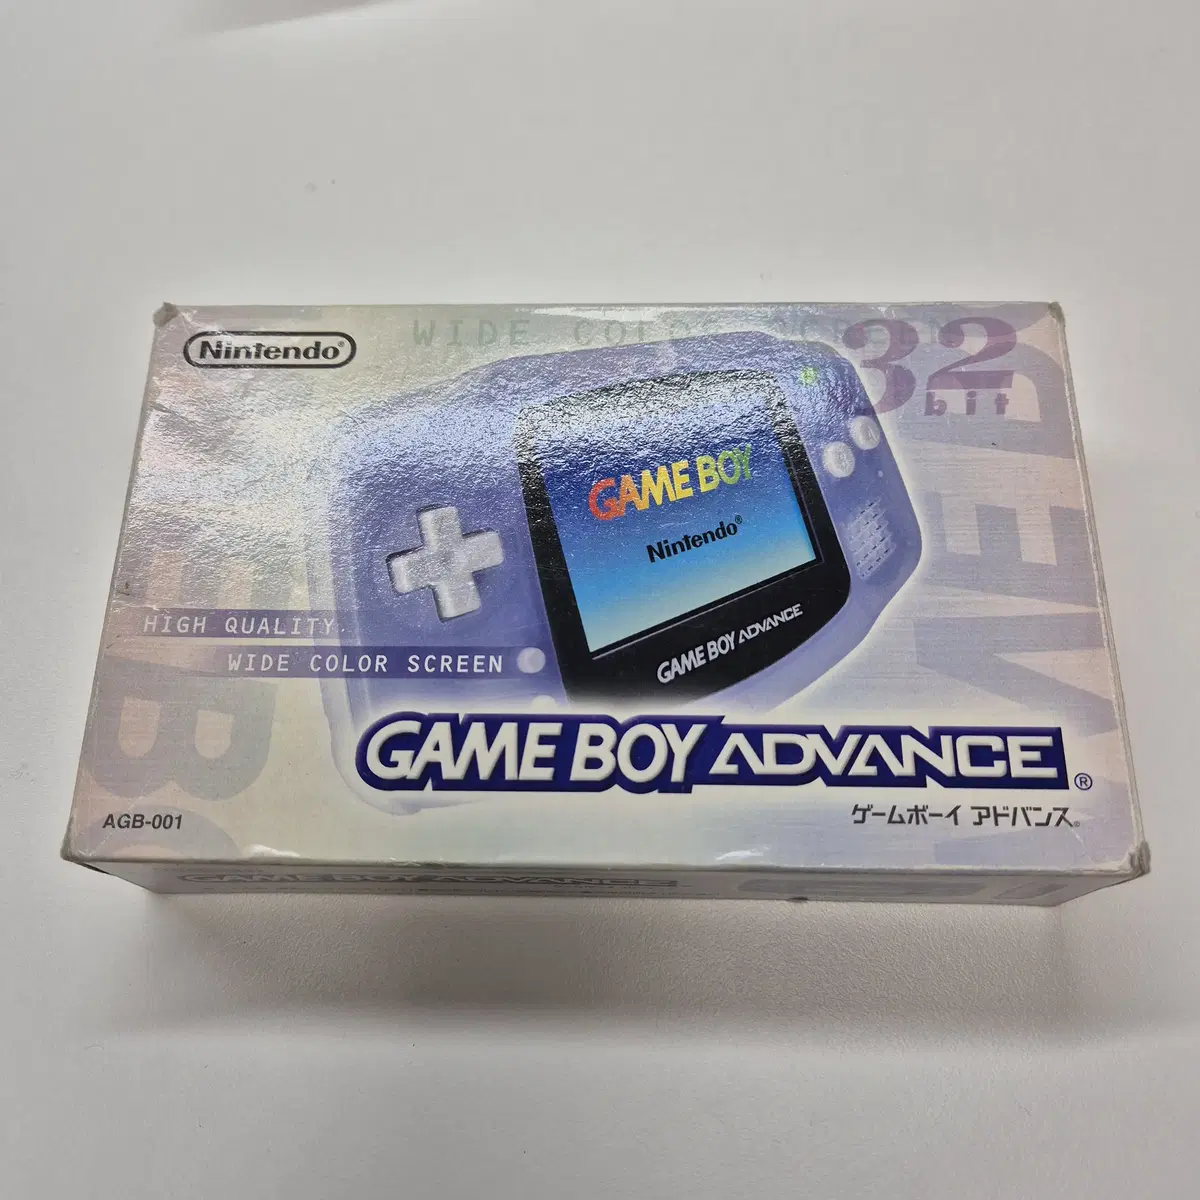 Nintendo®
WIDE COLOR SCREEN
32
bit
GAME BOY
Nintendo®
GAME BOY ADVANCE
HIGH QUALITY
WIDE COLOR SCREEN
GAME BOY ADVANCE®
ゲームボーイ アドバンス®
AGB-001
GAME BOY ADVANCE